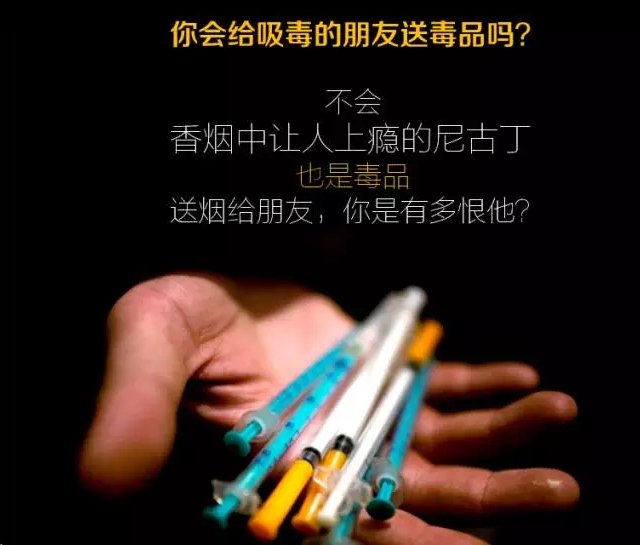 你会给吸毒的朋友送毒品吗?
不会
香烟中让人上瘾的尼古丁
也是毒品
送烟给朋友，你是有多恨他?